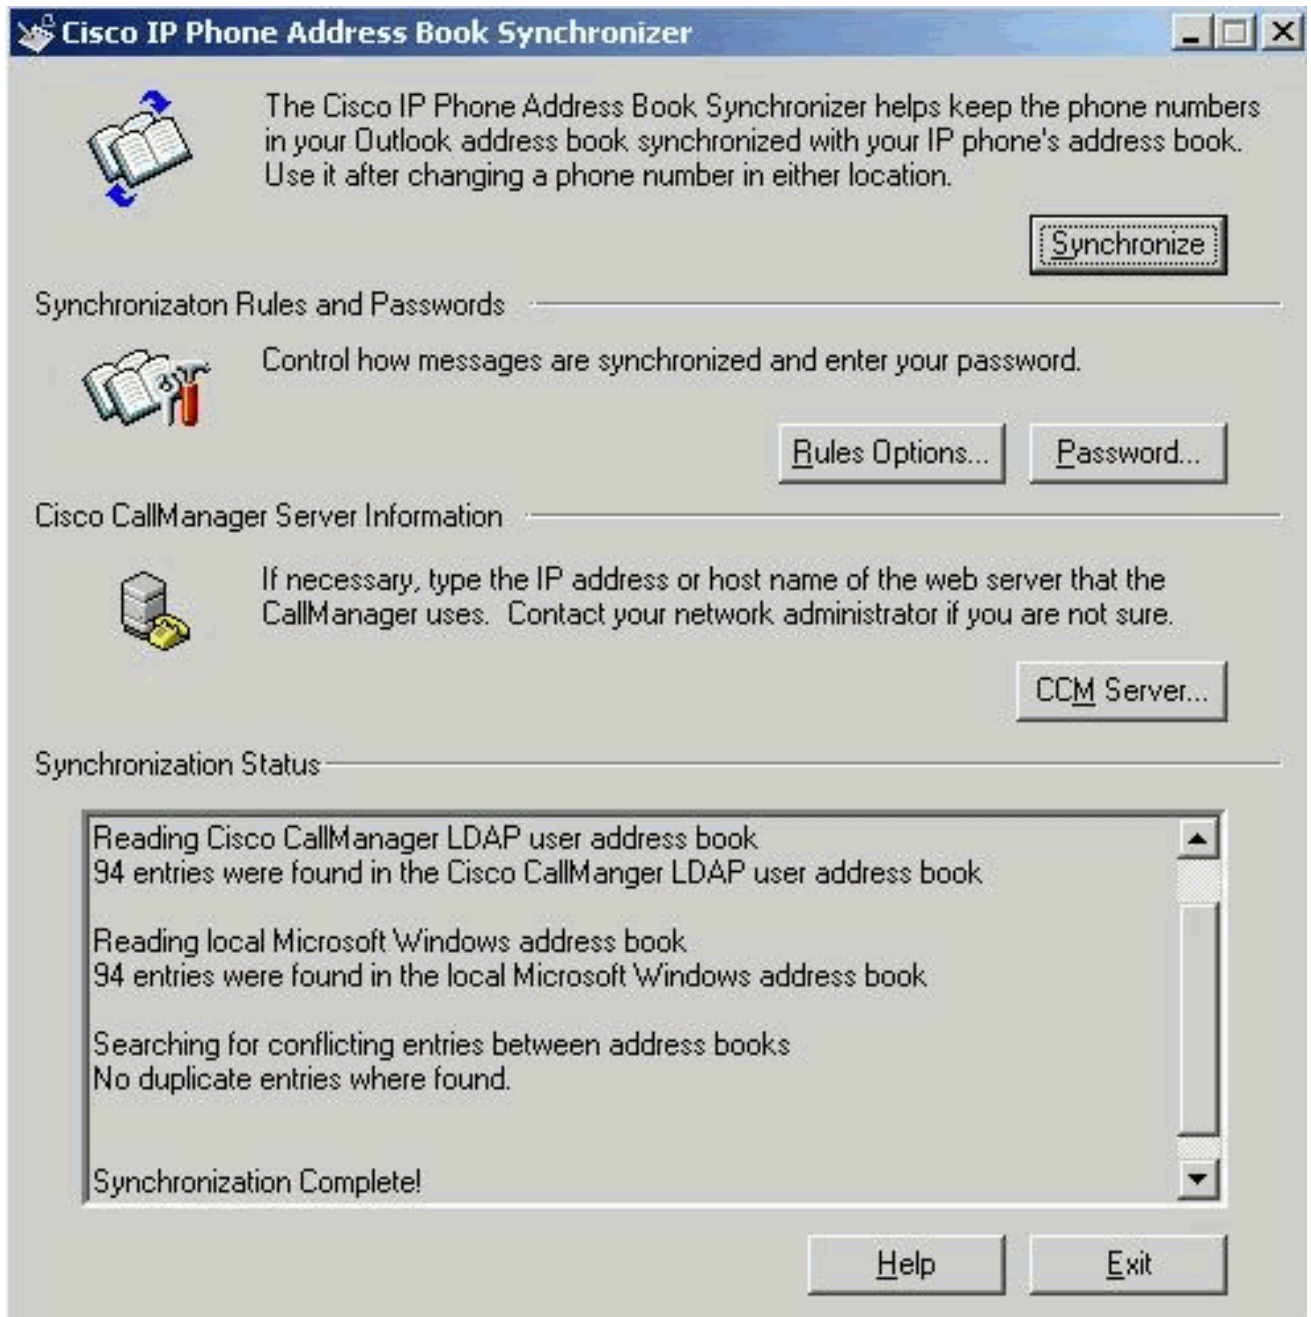 Cisco IP Phone Address Book Synchronizer
The Cisco IP Phone Address Book Synchronizer helps keep the phone numbers
in your Outlook address book synchronized with your IP phone's address book.
Use it after changing a phone number in either location.
Synchronize
Synchronizaton Rules and Passwords
Control how messages are synchronized and enter your password.
Rules Options...
Password...
Cisco CallManager Server Information
If necessary, type the IP address or host name of the web server that the
CallManager uses.  Contact your network administrator if you are not sure.
CCM Server...
Synchronization Status
Reading Cisco CallManager LDAP user address book
94 entries were found in the Cisco CallManger LDAP user address book
Reading local Microsoft Windows address book
94 entries were found in the local Microsoft Windows address book
Searching for conflicting entries between address books
No duplicate entries where found.
Synchronization Complete!
Help
Exit